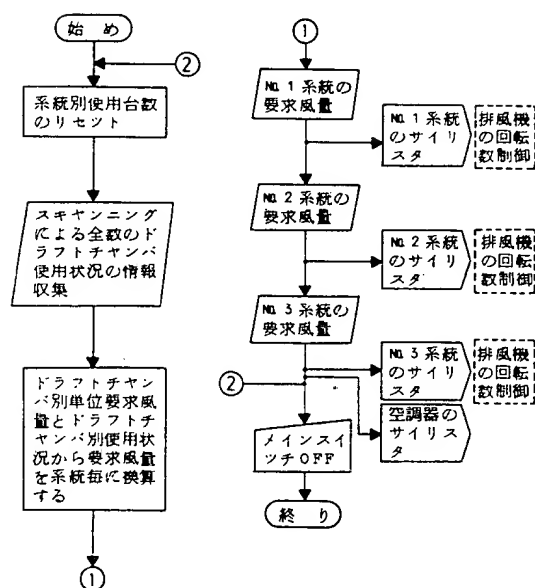 始め
②
系統別使用台数
のリセット
スキャンニング
による全数のド
ラフトチャンバ
使用状況の情報
収集
ドラフトチャン
バ別単位要求風
量とドラフトチ
ャンバ別使用状
況から要求風量
を系統毎に換算
する
①
①
No.1系統の
要求風量
No.1系統
のサイリ
スタ
排風機
の回転
数制御
No.2系統の
要求風量
No.2系統
のサイリ
スタ
排風機
の回転
数制御
No.3系統の
要求風量
No.3系統
のサイリ
スタ
排風機
の回転
数制御
②
空調器の
サイリス
タ
メインスイ
ッチOFF
終り